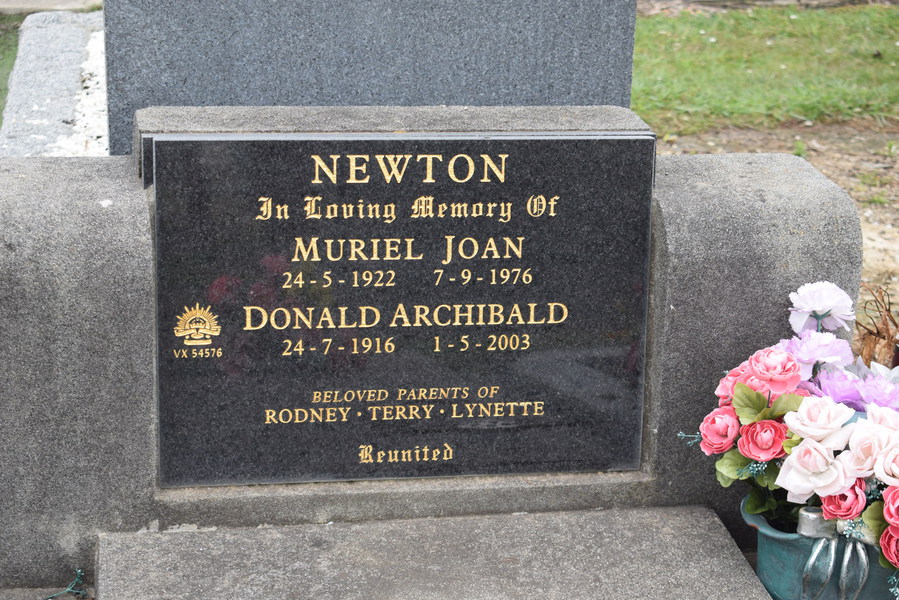 NEWTON
In Loving Memory Of
MURIEL JOAN
24-5-1922 7-9-1976
DONALD ARCHIBALD
VX 54576
24-7-1916 1-5-2003
BELOVED PARENTS OF
RODNEY · TERRY · LYNETTE
Reunited